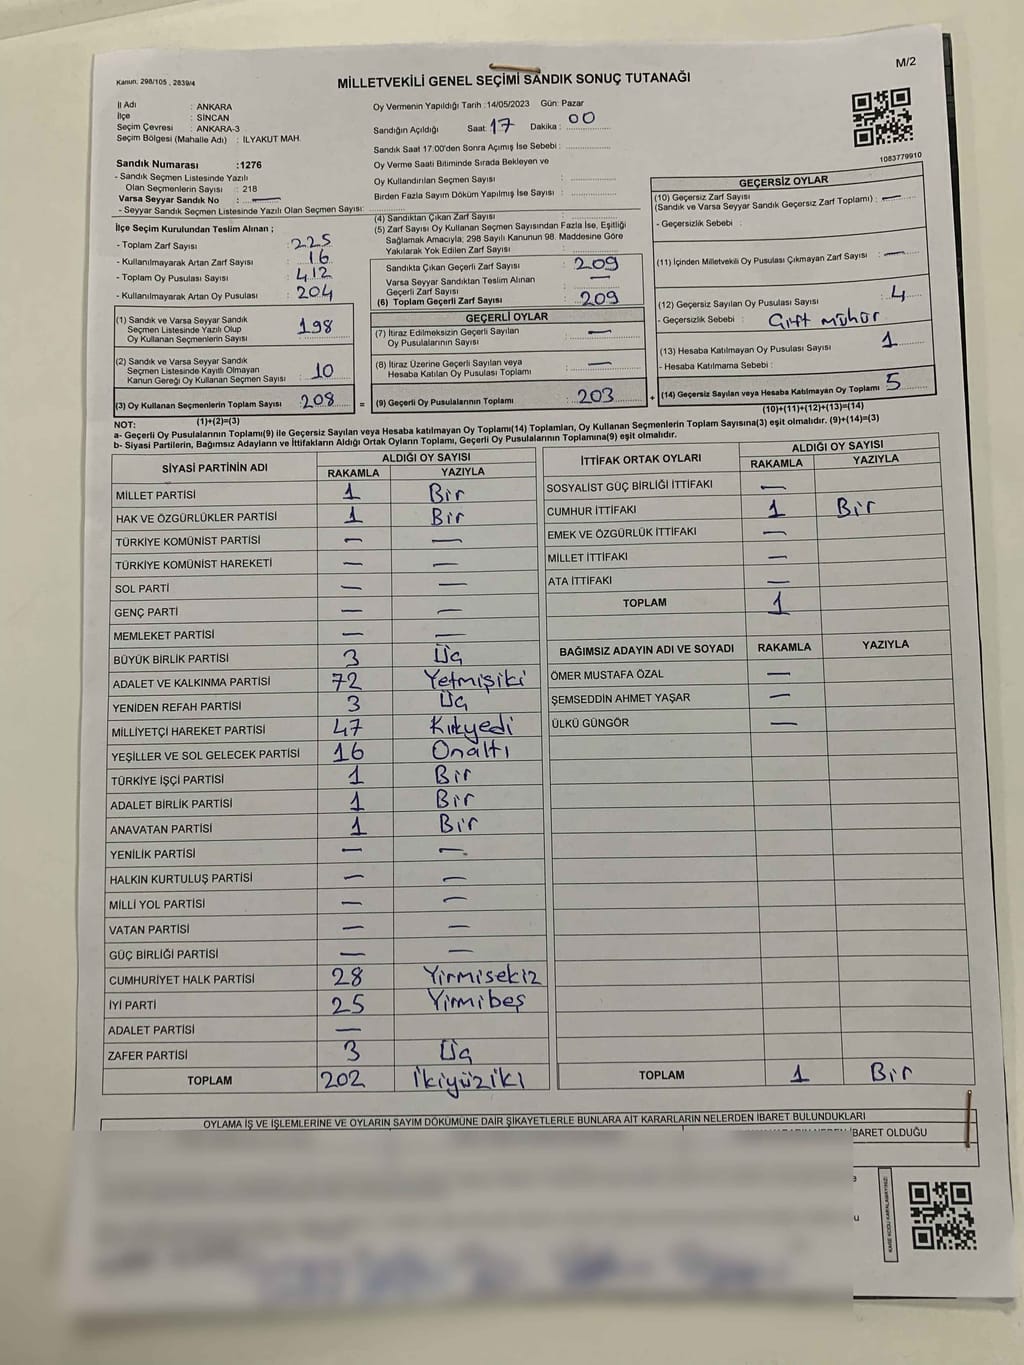 M/2
Kanun: 298/105 , 2839/4
MİLLETVEKİLİ GENEL SEÇİMİ SANDIK SONUÇ TUTANAĞI
İl Adı : ANKARA
İlçe : SİNCAN
Seçim Çevresi : ANKARA-3
Seçim Bölgesi (Mahalle Adı) : İLYAKUT MAH.
Sandık Numarası :1276
- Sandık Seçmen Listesinde Yazılı
Olan Seçmenlerin Sayısı : 218
Varsa Seyyar Sandık No : —
- Seyyar Sandık Seçmen Listesinde Yazılı Olan Seçmen Sayısı:
Oy Vermenin Yapıldığı Tarih :14/05/2023 Gün: Pazar
Sandığın Açıldığı Saat: 17 Dakika : 00
Sandık Saat 17:00'den Sonra Açımış İse Sebebi :
Oy Verme Saati Bitiminde Sırada Bekleyen ve
Oy Kullandırılan Seçmen Sayısı :
Birden Fazla Sayım Döküm Yapılmış İse Sayısı :
1083779910
İlçe Seçim Kurulundan Teslim Alınan ;
- Toplam Zarf Sayısı : 225
- Kullanılmayarak Artan Zarf Sayısı : 16
- Toplam Oy Pusulası Sayısı : 412
- Kullanılmayarak Artan Oy Pusulası : 204
(1) Sandık ve Varsa Seyyar Sandık
Seçmen Listesinde Yazılı Olup
Oy Kullanan Seçmenlerin Sayısı : 198
(2) Sandık ve Varsa Seyyar Sandık
Seçmen Listesinde Kayıtlı Olmayan
Kanun Gereği Oy Kullanan Seçmen Sayısı : 10
(3) Oy Kullanan Seçmenlerin Toplam Sayısı : 208
(4) Sandıktan Çıkan Zarf Sayısı :
(5) Zarf Sayısı Oy Kullanan Seçmen Sayısından Fazla İse, Eşitliği
Sağlamak Amacıyla, 298 Sayılı Kanunun 98. Maddesine Göre
Yakılarak Yok Edilen Zarf Sayısı :
Sandıkta Çıkan Geçerli Zarf Sayısı : 209
Varsa Seyyar Sandıktan Teslim Alınan
Geçerli Zarf Sayısı : —
(6) Toplam Geçerli Zarf Sayısı : 209
GEÇERLİ OYLAR
(7) İtiraz Edilmeksizin Geçerli Sayılan
Oy Pusulalarının Sayısı : —
(8) İtiraz Üzerine Geçerli Sayılan veya
Hesaba Katılan Oy Pusulası Toplamı : —
= (9) Geçerli Oy Pusulalarının Toplamı : 203
GEÇERSİZ OYLAR
(10) Geçersiz Zarf Sayısı
(Sandık ve Varsa Seyyar Sandık Geçersiz Zarf Toplamı) : —
- Geçersizlik Sebebi :
(11) İçinden Milletvekili Oy Pusulası Çıkmayan Zarf Sayısı : —
(12) Geçersiz Sayılan Oy Pusulası Sayısı : 4
- Geçersizlik Sebebi : Çift mühür
(13) Hesaba Katılmayan Oy Pusulası Sayısı : 1
- Hesaba Katılmama Sebebi :
+ (14) Geçersiz Sayılan veya Hesaba Katılmayan Oy Toplamı 5
(1)+(2)=(3)
(10)+(11)+(12)+(13)=(14)
NOT:
a- Geçerli Oy Pusulalarının Toplamı(9) ile Geçersiz Sayılan veya Hesaba katılmayan Oy Toplamı(14) Toplamları, Oy Kullanan Seçmenlerin Toplam Sayısına(3) eşit olmalıdır. (9)+(14)=(3)
b- Siyasi Partilerin, Bağımsız Adayların ve İttifakların Aldığı Ortak Oyların Toplamı, Geçerli Oy Pusulalarının Toplamına(9) eşit olmalıdır.
SİYASİ PARTİNİN ADI
ALDIĞI OY SAYISI
RAKAMLA YAZIYLA
MİLLET PARTİSİ 1 Bir
HAK VE ÖZGÜRLÜKLER PARTİSİ 1 Bir
TÜRKİYE KOMÜNİST PARTİSİ — —
TÜRKİYE KOMÜNİST HAREKETİ — —
SOL PARTİ — —
GENÇ PARTİ — —
MEMLEKET PARTİSİ — —
BÜYÜK BİRLİK PARTİSİ 3 Üç
ADALET VE KALKINMA PARTİSİ 72 Yetmişiki
YENİDEN REFAH PARTİSİ 3 Üç
MİLLİYETÇİ HAREKET PARTİSİ 47 Kırkyedi
YEŞİLLER VE SOL GELECEK PARTİSİ 16 Onaltı
TÜRKİYE İŞÇİ PARTİSİ 1 Bir
ADALET BİRLİK PARTİSİ 1 Bir
ANAVATAN PARTİSİ 1 Bir
YENİLİK PARTİSİ — —
HALKIN KURTULUŞ PARTİSİ — —
MİLLİ YOL PARTİSİ — —
VATAN PARTİSİ — —
GÜÇ BİRLİĞİ PARTİSİ — —
CUMHURİYET HALK PARTİSİ 28 Yirmisekiz
İYİ PARTİ 25 Yirmibeş
ADALET PARTİSİ —
ZAFER PARTİSİ 3 Üç
TOPLAM 202 İkiyüziki
İTTİFAK ORTAK OYLARI
ALDIĞI OY SAYISI
RAKAMLA YAZIYLA
SOSYALİST GÜÇ BİRLİĞİ İTTİFAKI —
CUMHUR İTTİFAKI 1 Bir
EMEK VE ÖZGÜRLÜK İTTİFAKI —
MİLLET İTTİFAKI —
ATA İTTİFAKI —
TOPLAM 1
BAĞIMSIZ ADAYIN ADI VE SOYADI RAKAMLA YAZIYLA
ÖMER MUSTAFA ÖZAL —
ŞEMSEDDİN AHMET YAŞAR —
ÜLKÜ GÜNGÖR —
TOPLAM 1 Bir
OYLAMA İŞ VE İŞLEMLERİNE VE OYLARIN SAYIM DÖKÜMÜNE DAİR ŞİKAYETLERLE BUNLARA AİT KARARLARIN NELERDEN İBARET BULUNDUKLARI
İBARET OLDUĞU